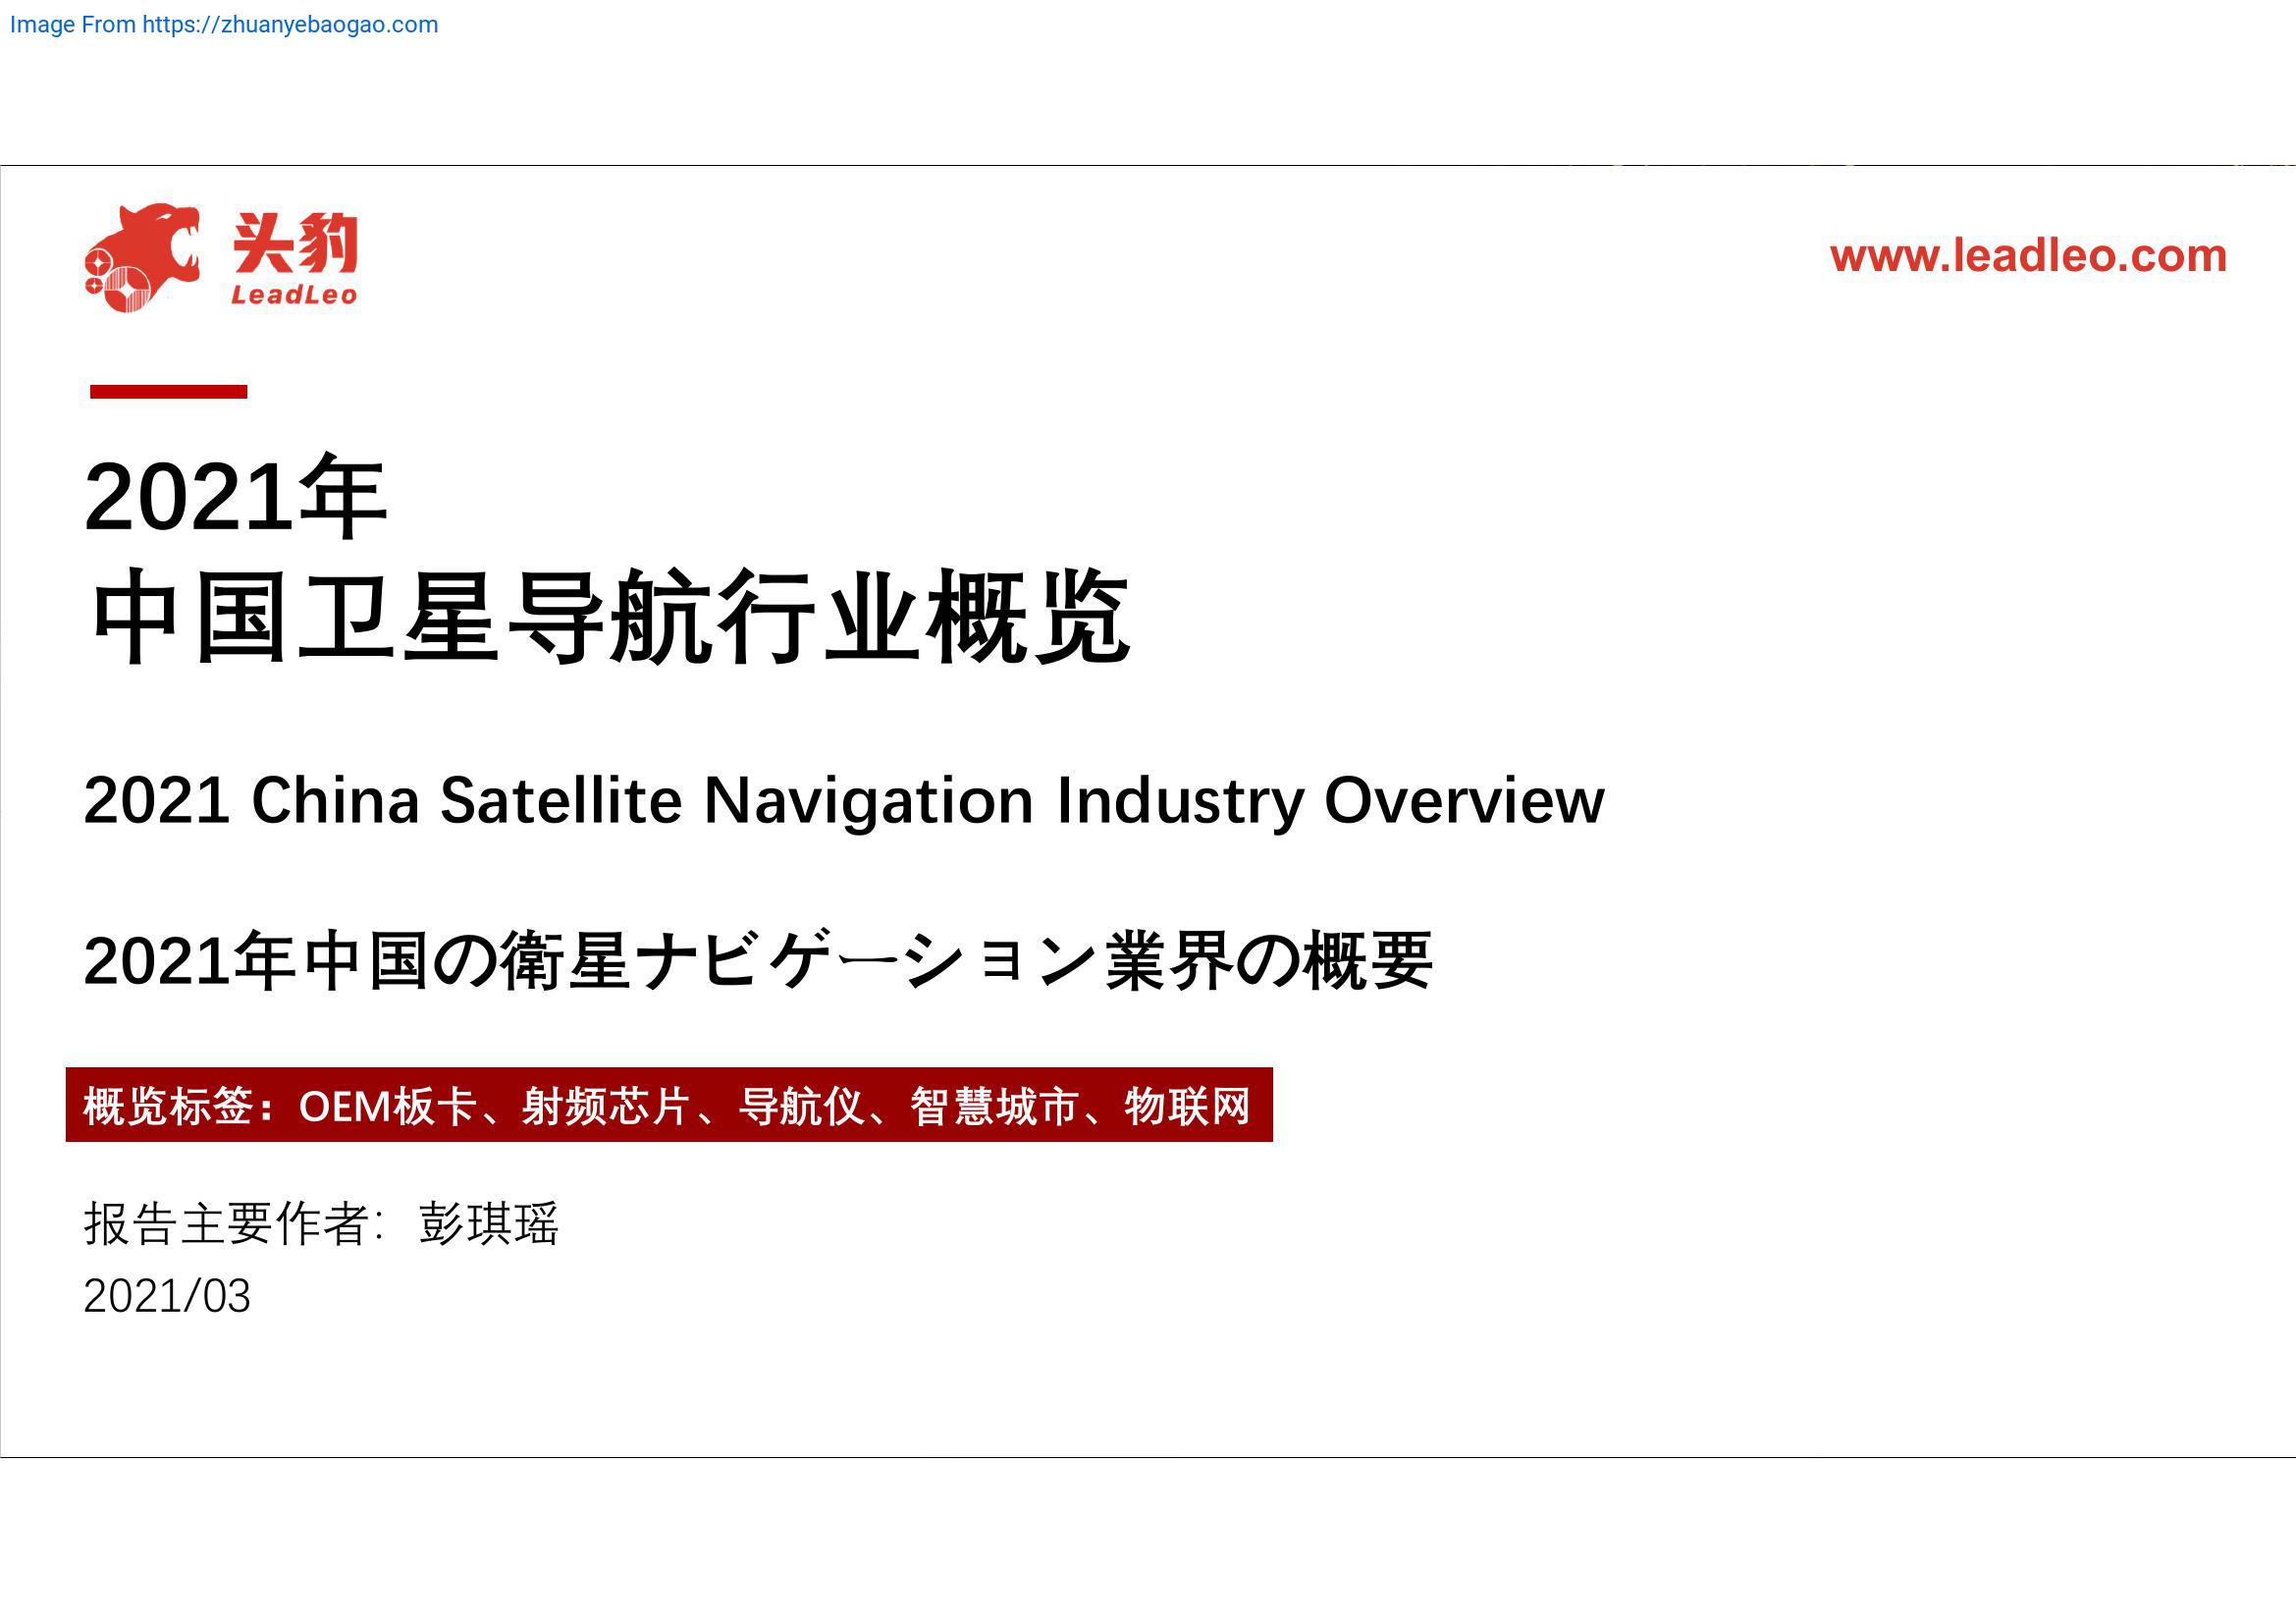 Image From https://zhuanyebaogao.com
头豹
LeadLeo
www.leadleo.com
2021年
中国卫星导航行业概览
2021 China Satellite Navigation Industry Overview
2021年中国の衛星ナビゲーション業界の概要
概览标签：OEM板卡、射频芯片、导航仪、智慧城市、物联网
报告主要作者： 彭琪瑶
2021/03